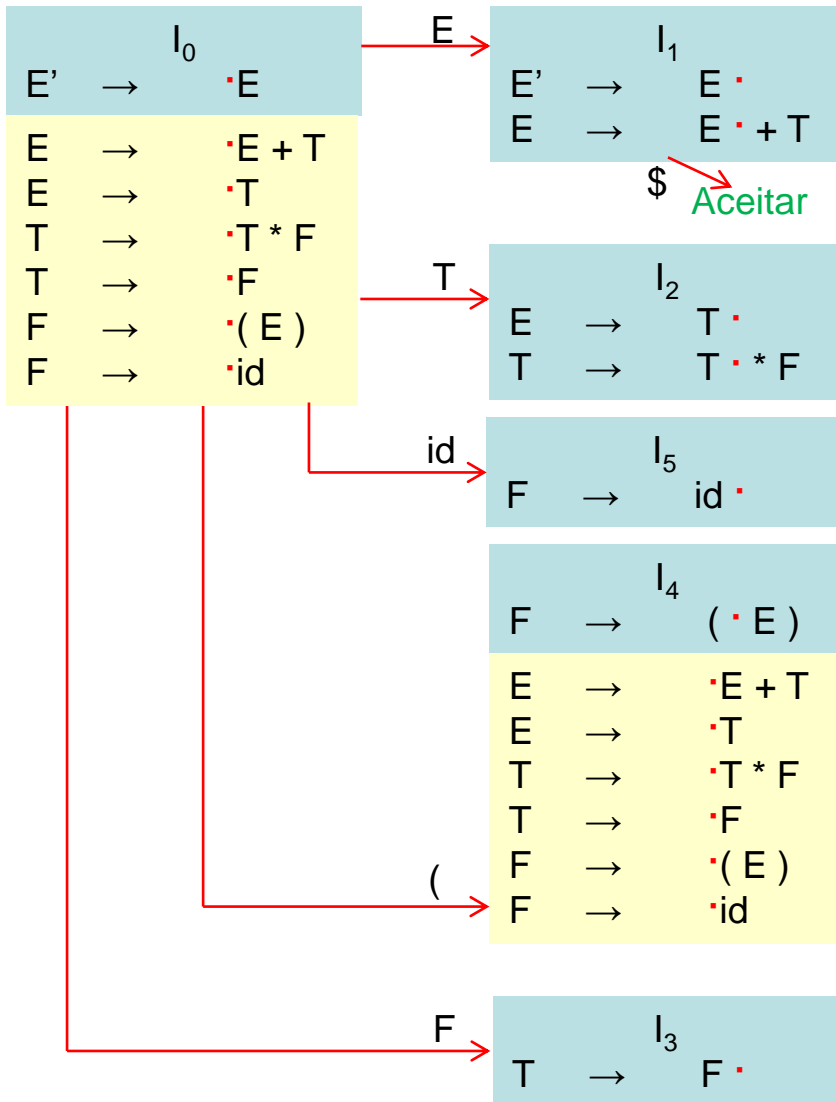 I₀
E’ → ·E
E → ·E + T
E → ·T
T → ·T * F
T → ·F
F → ·( E )
F → ·id
E
I₁
E’ → E ·
E → E · + T
$
Aceitar
T
I₂
E → T ·
T → T · * F
id
I₅
F → id ·
(
I₄
F → ( · E )
E → ·E + T
E → ·T
T → ·T * F
T → ·F
F → ·( E )
F → ·id
F
I₃
T → F ·